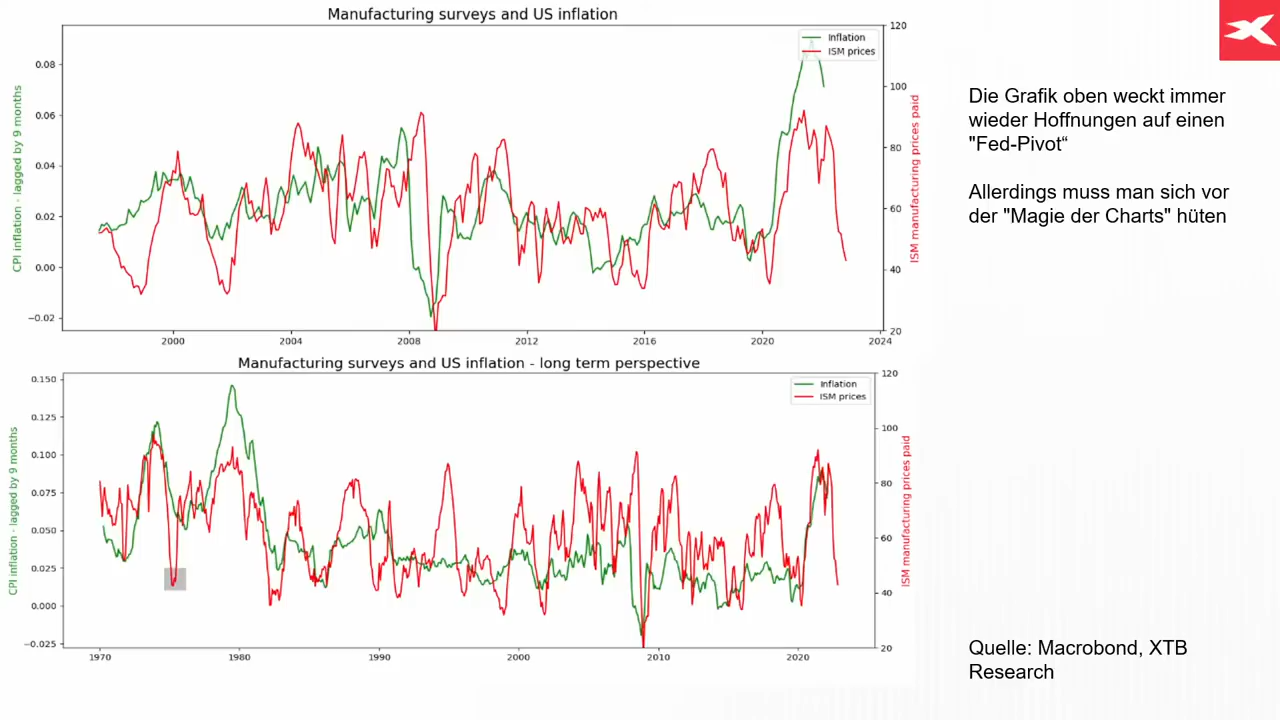 Manufacturing surveys and US inflation
Inflation
ISM prices
CPI inflation - lagged by 9 months
0.08
0.06
0.04
0.02
0.00
−0.02
120
100
80
60
40
20
ISM manufacturing prices paid
2000
2004
2008
2012
2016
2020
2024
Manufacturing surveys and US inflation - long term perspective
Inflation
ISM prices
CPI inflation - lagged by 9 months
0.150
0.125
0.100
0.075
0.050
0.025
0.000
−0.025
120
100
80
60
40
20
ISM manufacturing prices paid
1970
1980
1990
2000
2010
2020
Die Grafik oben weckt immer
wieder Hoffnungen auf einen
"Fed-Pivot“
Allerdings muss man sich vor
der "Magie der Charts" hüten
Quelle: Macrobond, XTB
Research